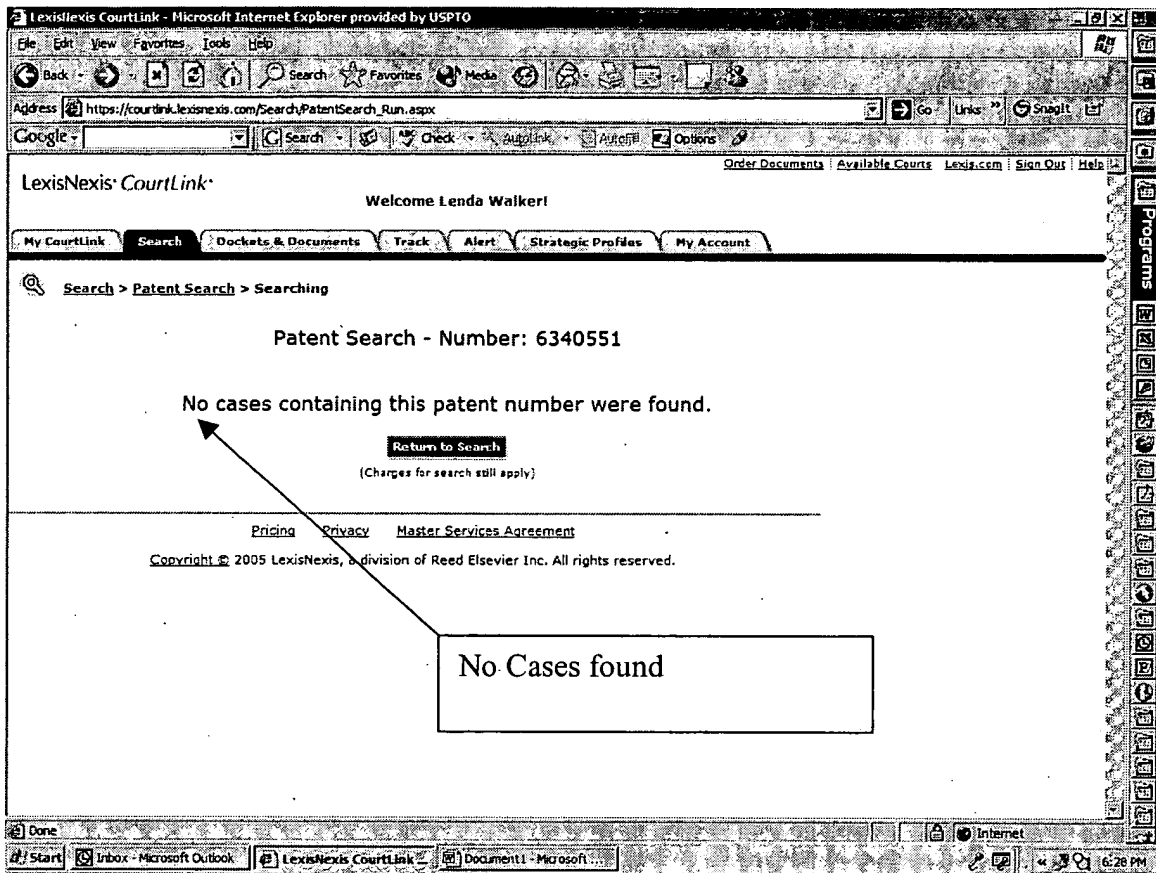 LexisNexis CourtLink - Microsoft Internet Explorer provided by USPTO
File Edit View Favorites Tools Help
Back Search Favorites Media
Address https://courtlink.lexisnexis.com/Search/PatentSearch_Run.aspx Go Links » SnagIt
Google Search Check AutoLink AutoFill Options
Order Documents | Available Courts Lexis.com | Sign Out | Help
LexisNexis CourtLink
Welcome Lenda Walker!
My CourtLink Search Dockets & Documents Track Alert Strategic Profiles My Account
Search > Patent Search > Searching
Patent Search - Number: 6340551
No cases containing this patent number were found.
Return to Search
(Charges for search still apply)
Pricing Privacy Master Services Agreement
Copyright © 2005 LexisNexis, a division of Reed Elsevier Inc. All rights reserved.
No Cases found
Programs
Done Internet
Start Inbox - Microsoft Outlook LexisNexis CourtLink - ... Document1 - Microsoft ... « 6:28 PM